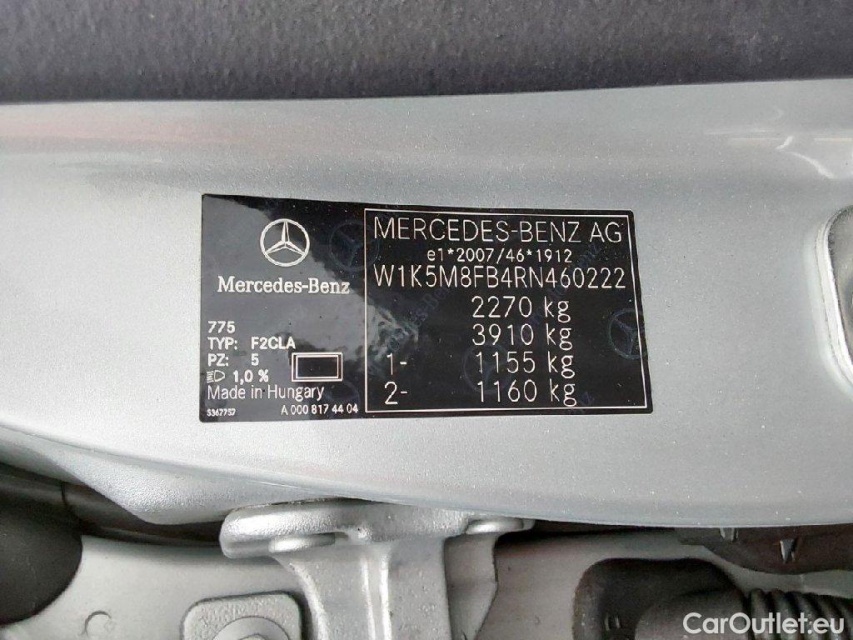 Mercedes-Benz
775
TYP: F2CLA
PZ: 5
1,0 %
Made in Hungary
A 000 817 44 04
MERCEDES-BENZ AG
e1*2007/46*1912
W1K5M8FB4RN460222
2270 kg
3910 kg
1- 1155 kg
2- 1160 kg
CarOutlet.eu